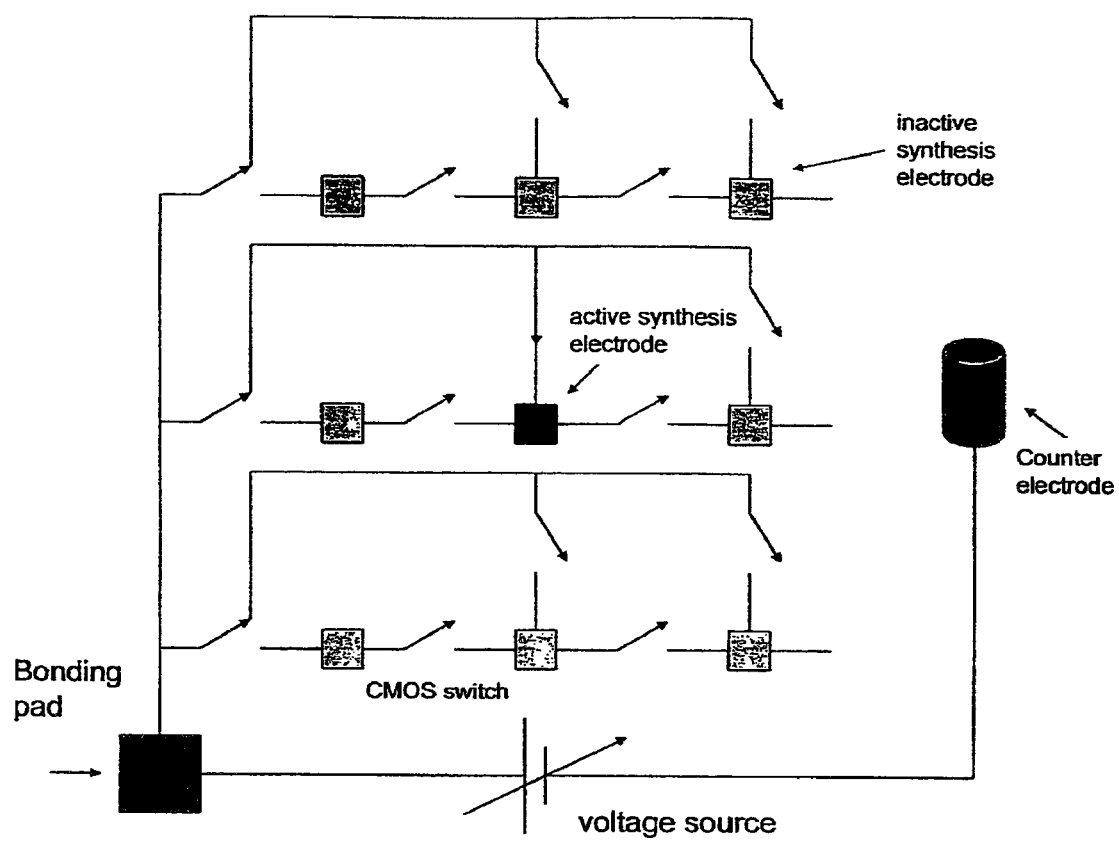 inactive
synthesis
electrode
active synthesis
electrode
Counter
electrode
Bonding
pad
CMOS switch
voltage source